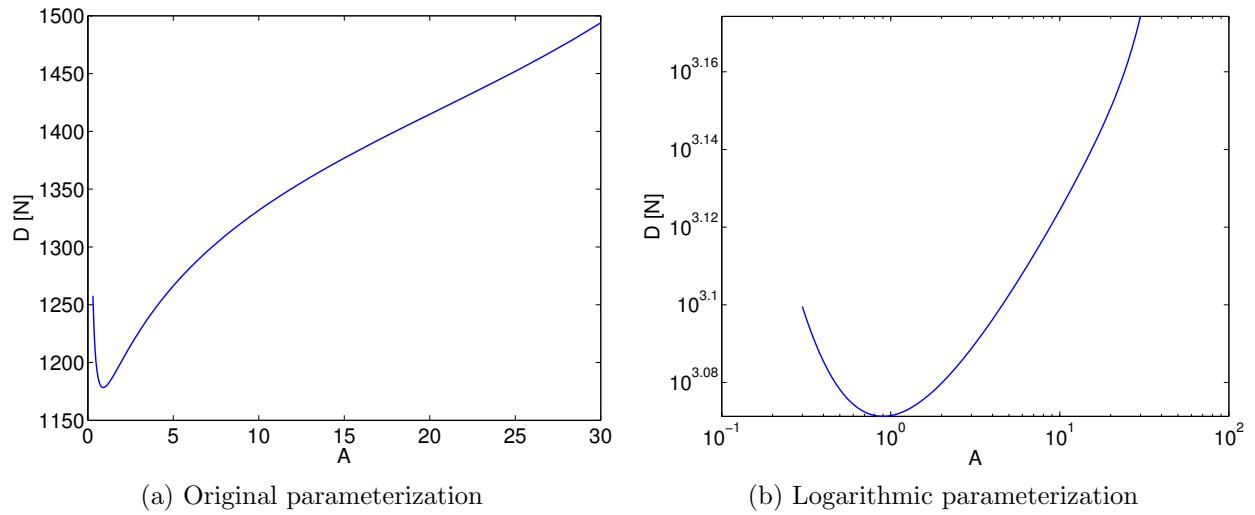 1500
1450
1400
1350
1300
1250
1200
1150
D [N]
0 5 10 15 20 25 30
A
(a) Original parameterization
10^3.16
10^3.14
10^3.12
10^3.1
10^3.08
D [N]
10^-1 10^0 10^1 10^2
A
(b) Logarithmic parameterization